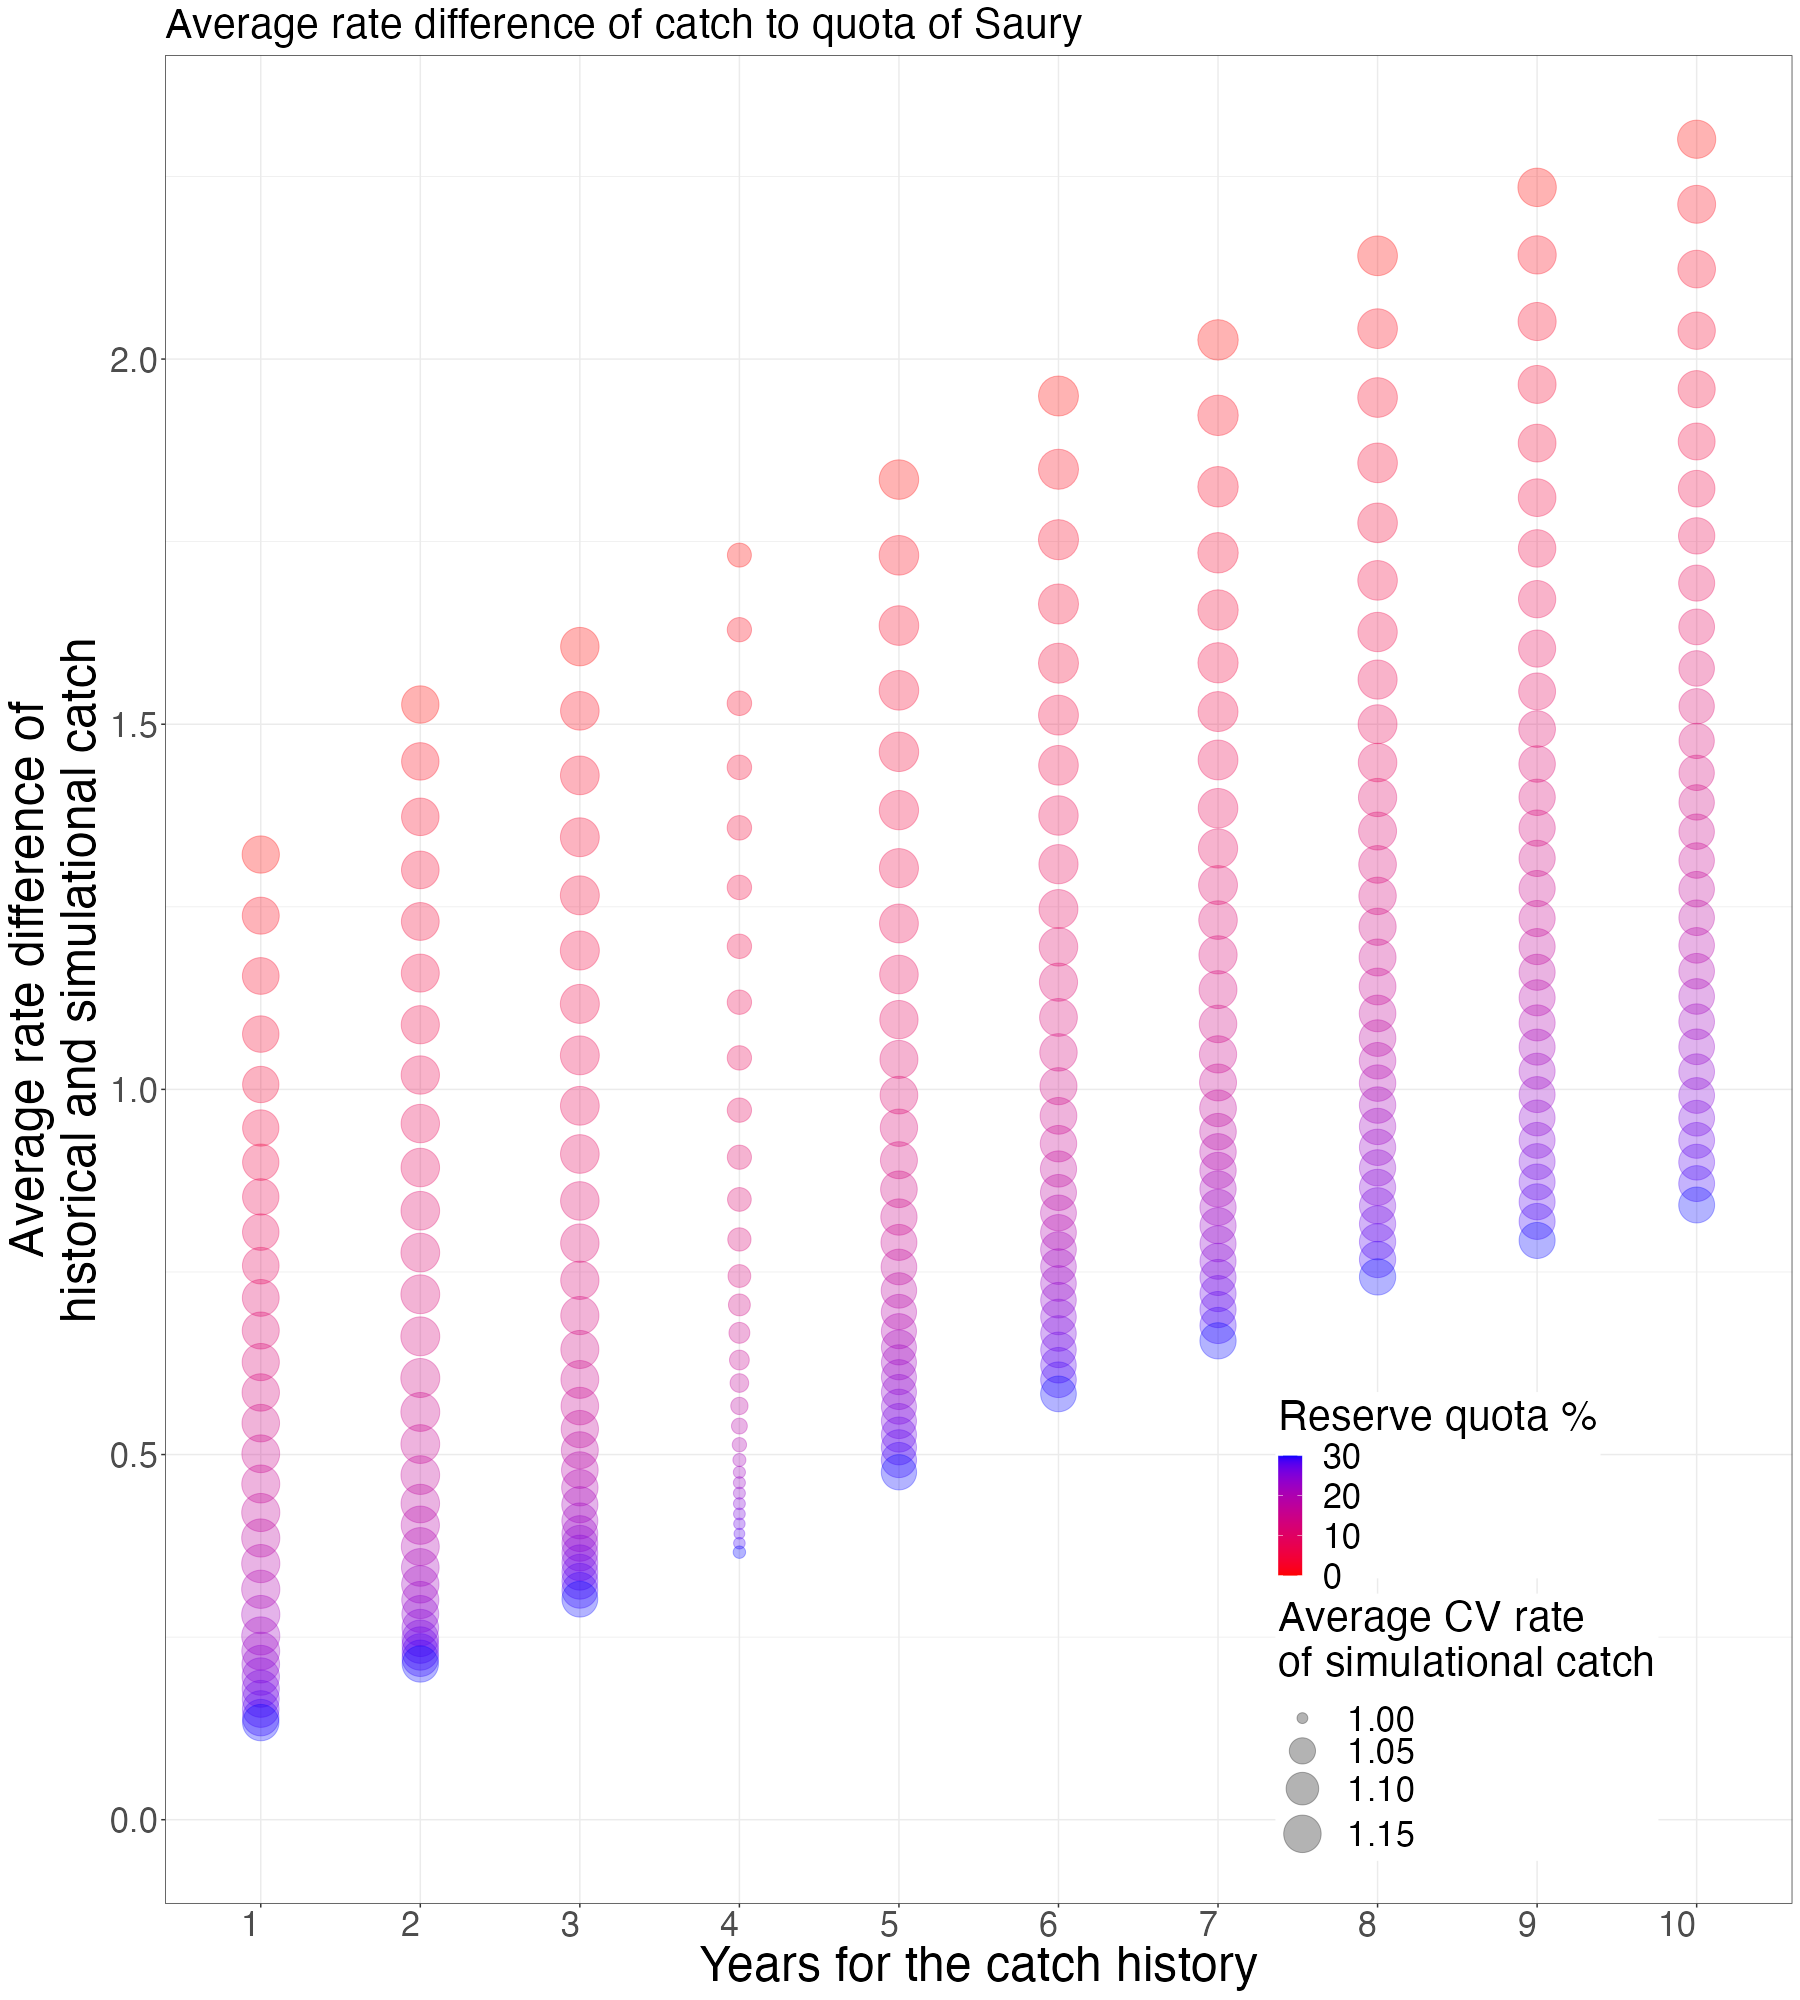 Average rate difference of catch to quota of Saury
Average rate difference of
historical and simulational catch
2.0
1.5
1.0
0.5
0.0
Reserve quota %
30
20
10
0
Average CV rate
of simulational catch
1.00
1.05
1.10
1.15
1 2 3 4 5 6 7 8 9 10
Years for the catch history